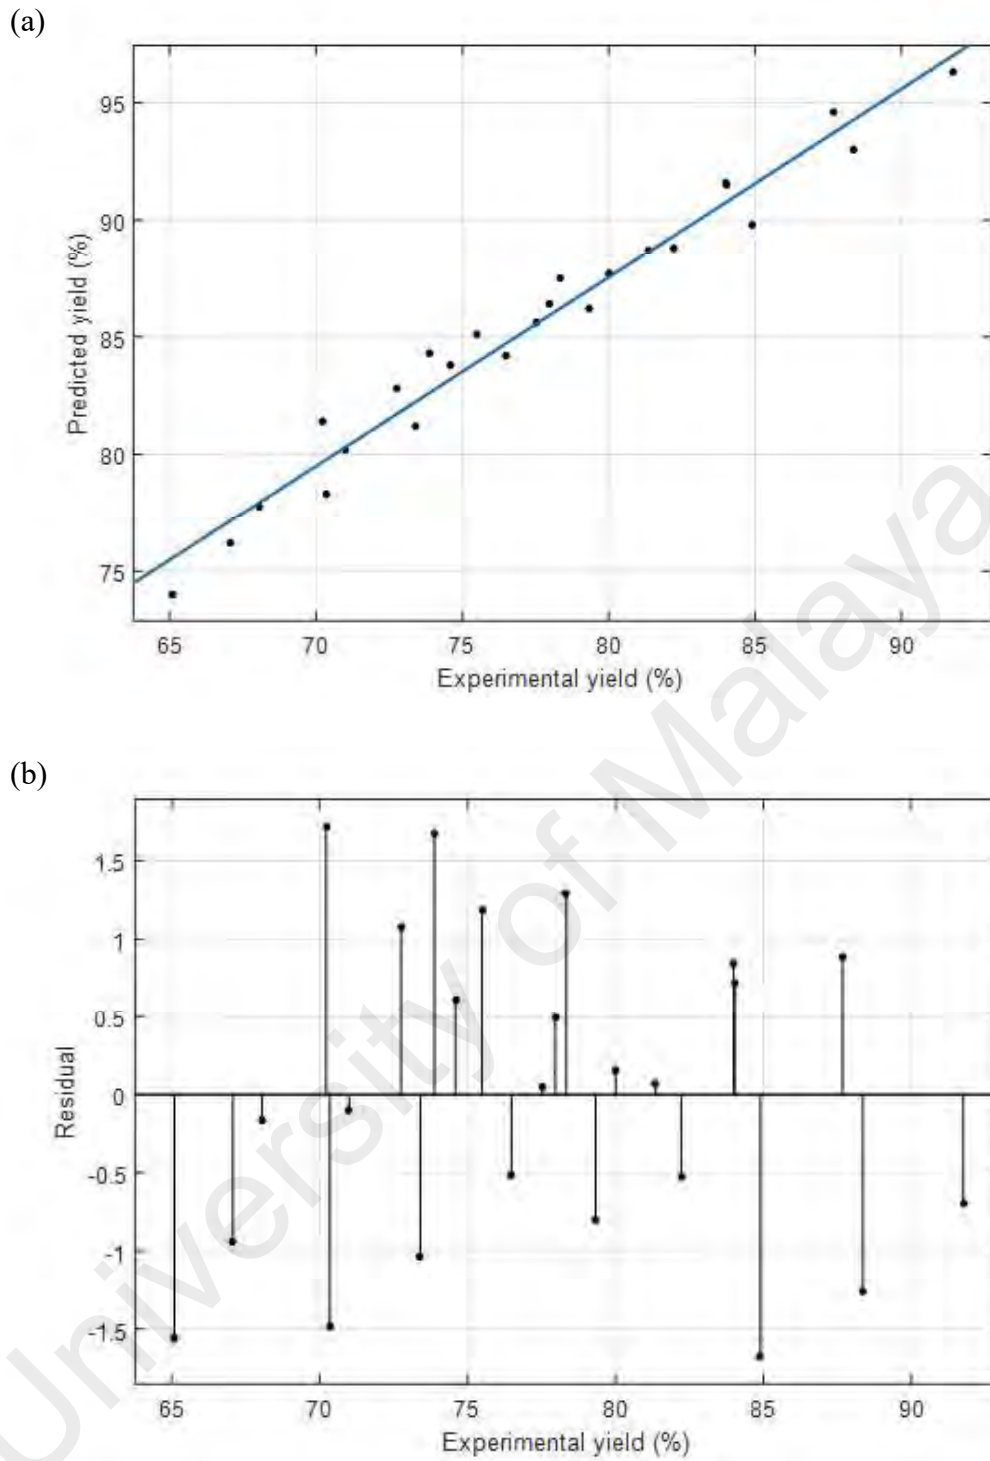 (a)
95
90
85
80
75
Predicted yield (%)
65 70 75 80 85 90
Experimental yield (%)
(b)
1.5
1
0.5
0
-0.5
-1
-1.5
Residual
65 70 75 80 85 90
Experimental yield (%)
University of Malaya